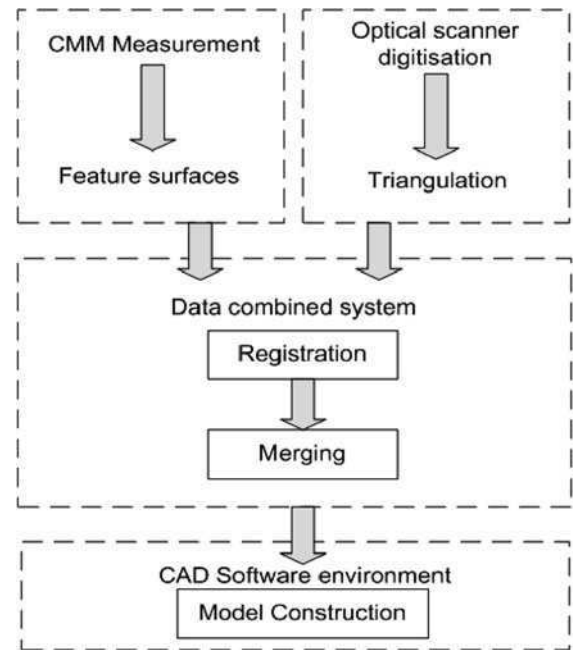 CMM Measurement
Feature surfaces
Optical scanner
digitisation
Triangulation
Data combined system
Registration
Merging
CAD Software environment
Model Construction